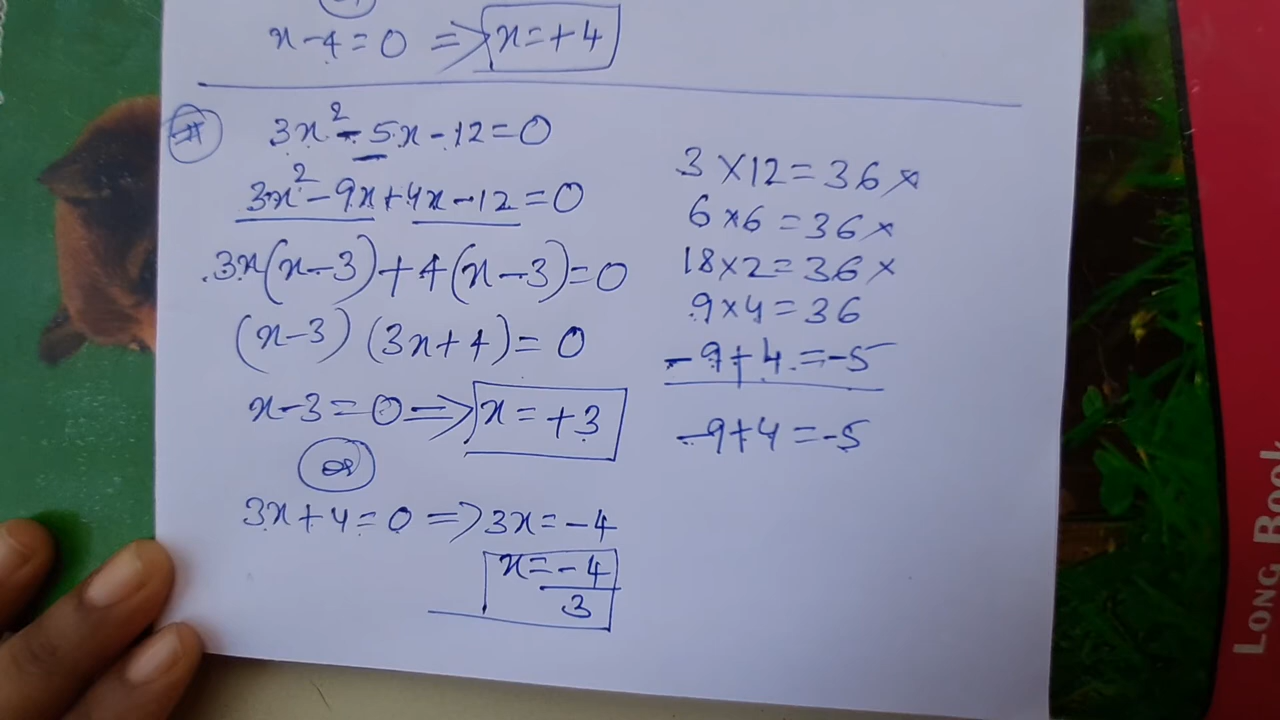 x-4=0 => x=+4
3x²-5x-12=0
3x²-9x+4x-12=0
3x(x-3)+4(x-3)=0
(x-3)(3x+4)=0
x-3=0=>x=+3
or
3x+4=0=>3x=-4
x=-4/3
3×12=36×
6×6=36×
18×2=36×
9×4=36
-9+4=-5
-9+4=-5
LONG Book